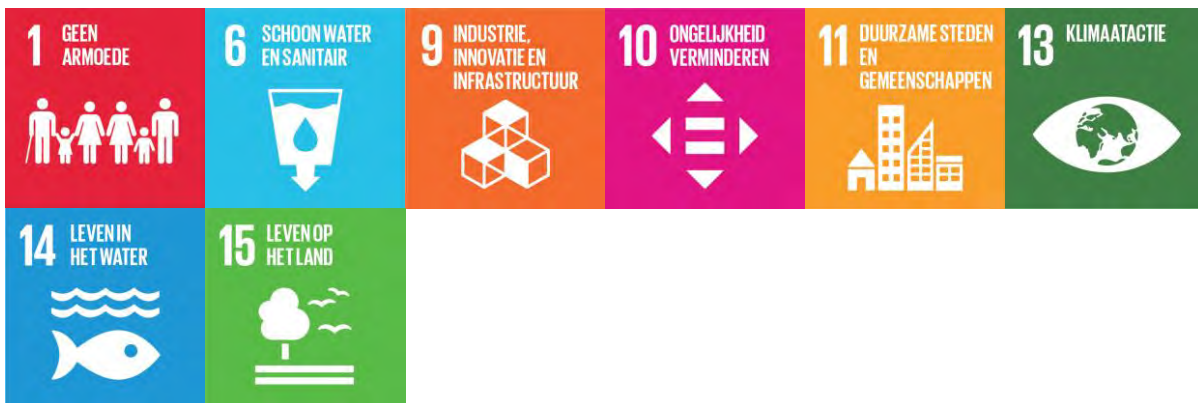 1 GEEN
ARMOEDE
6 SCHOON WATER
EN SANITAIR
9 INDUSTRIE,
INNOVATIE EN
INFRASTRUCTUUR
10 ONGELIJKHEID
VERMINDEREN
11 DUURZAME STEDEN
EN
GEMEENSCHAPPEN
13 KLIMAATACTIE
14 LEVEN IN
HET WATER
15 LEVEN OP
HET LAND